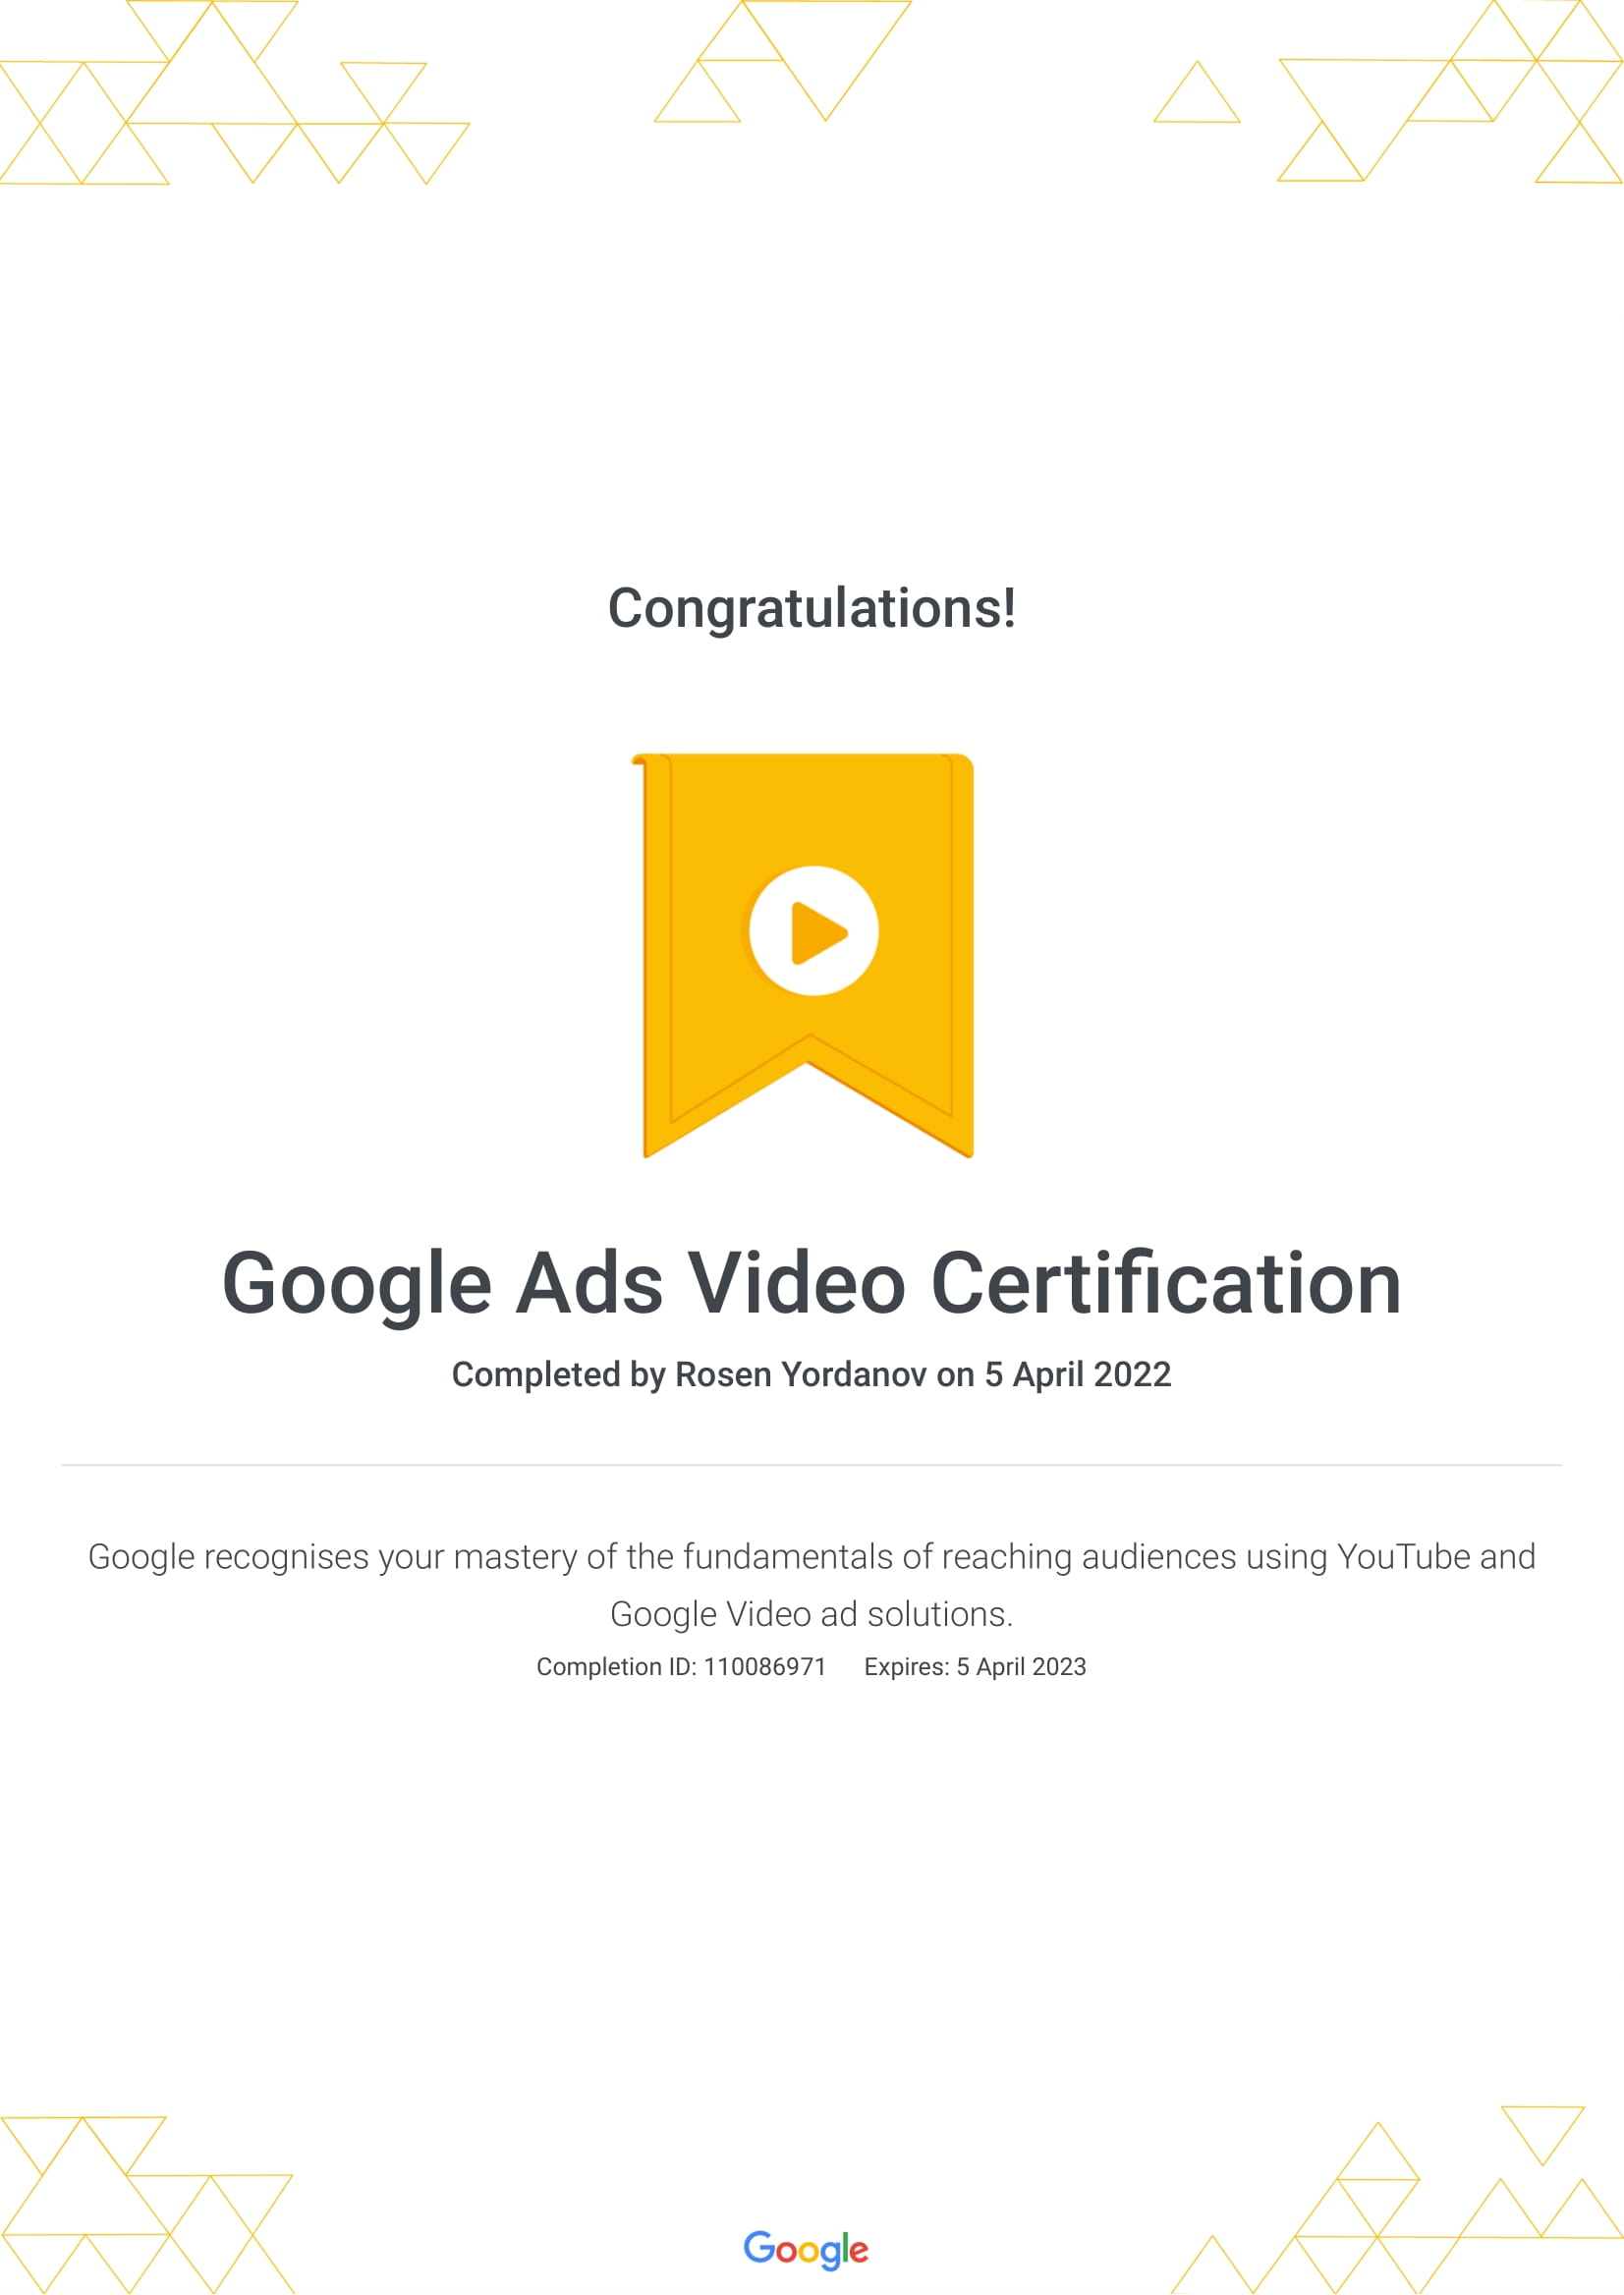 Congratulations!
Google Ads Video Certification
Completed by Rosen Yordanov on 5 April 2022
Google recognises your mastery of the fundamentals of reaching audiences using YouTube and
Google Video ad solutions.
Completion ID: 110086971 Expires: 5 April 2023
Google